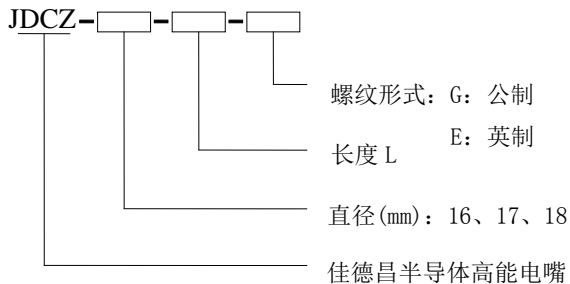 JDCZ-□-□-□
螺纹形式：G：公制
E：英制
长度 L
直径(mm)：16、17、18
佳德昌半导体高能电嘴